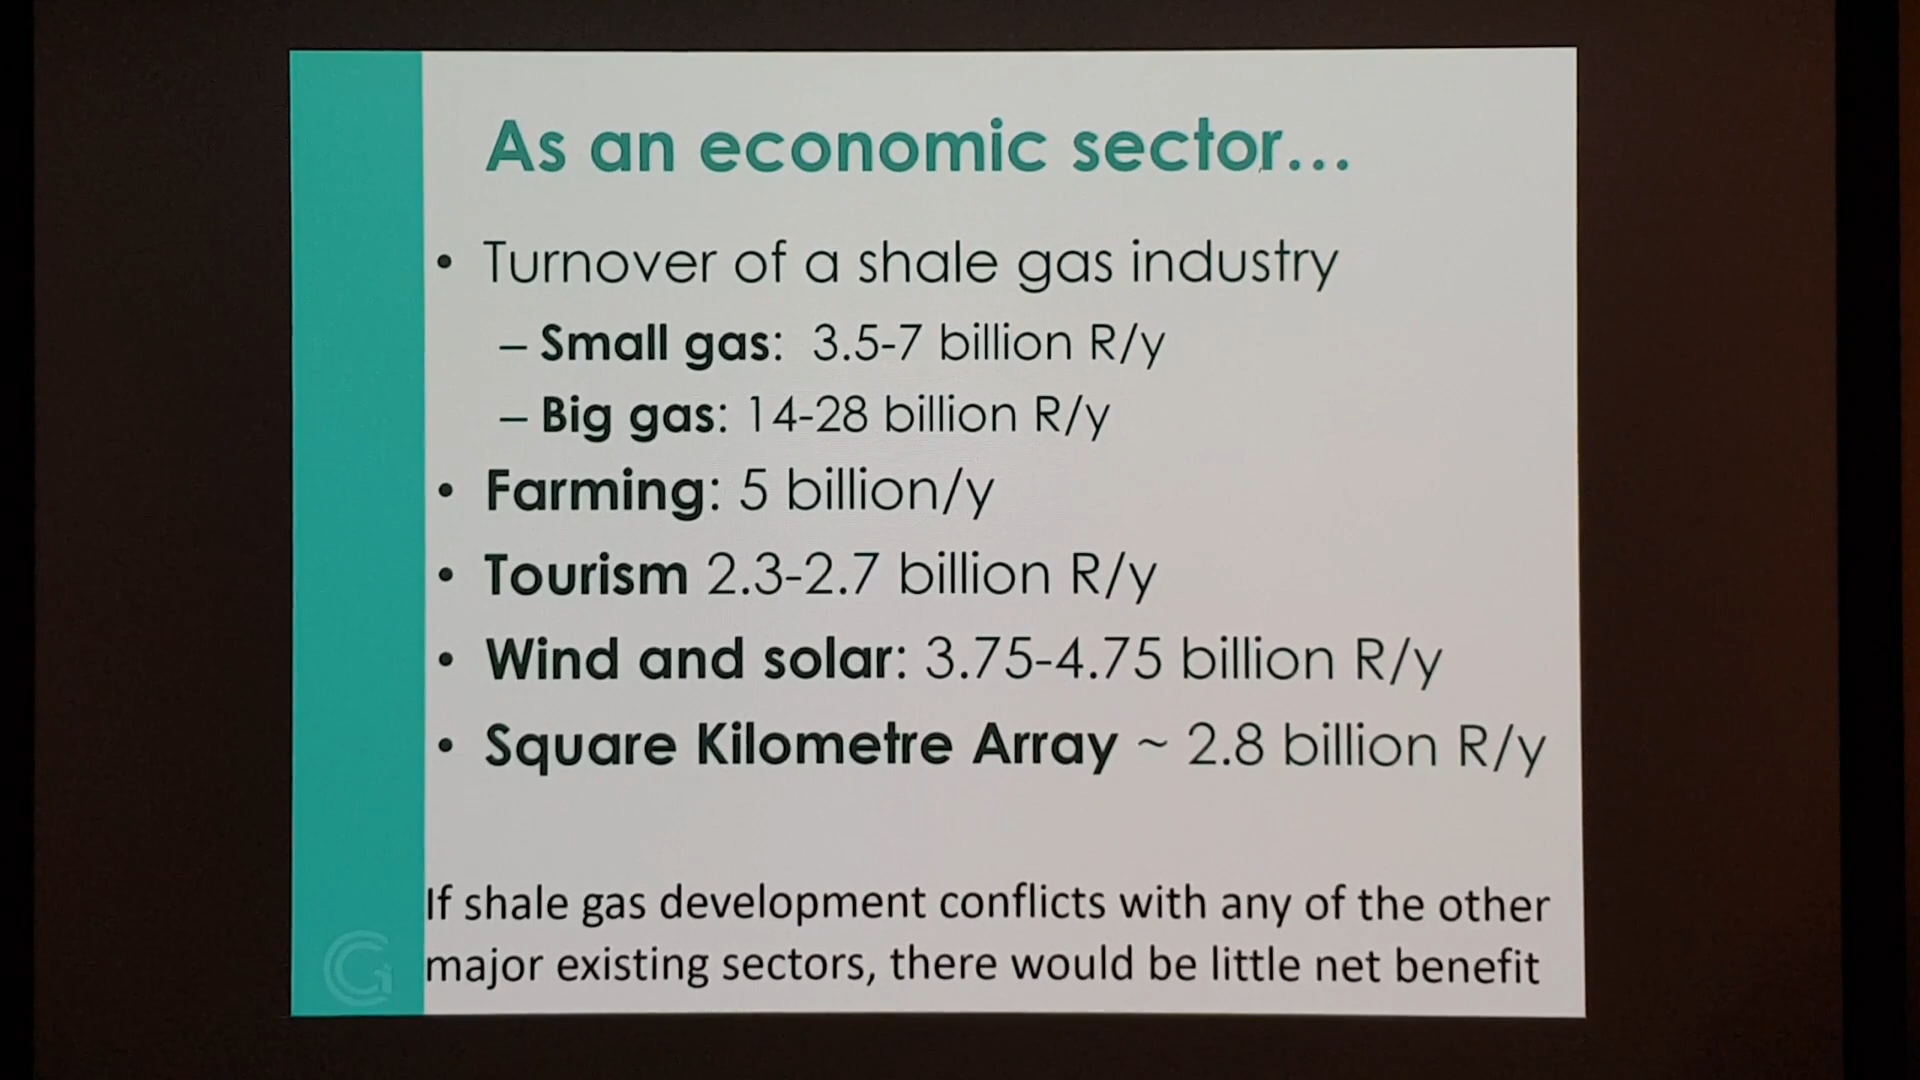 As an economic sector...
• Turnover of a shale gas industry
– Small gas: 3.5-7 billion R/y
– Big gas: 14-28 billion R/y
• Farming: 5 billion/y
• Tourism 2.3-2.7 billion R/y
• Wind and solar: 3.75-4.75 billion R/y
• Square Kilometre Array ~ 2.8 billion R/y
If shale gas development conflicts with any of the other
major existing sectors, there would be little net benefit